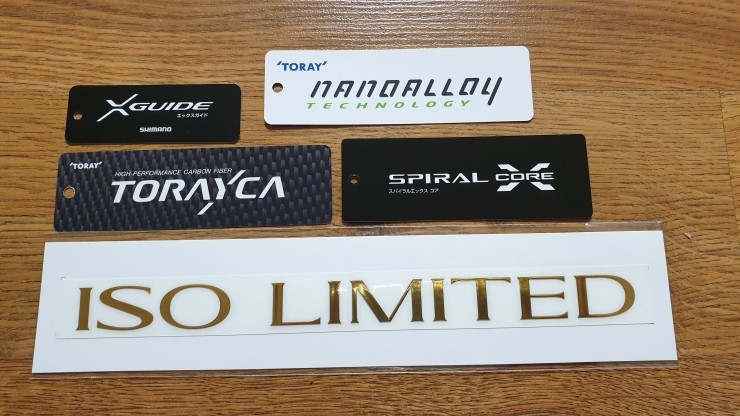 XGUIDE
エックスガイド
SHIMANO
'TORAY'
NANOALLOY
TECHNOLOGY
'TORAY'
HIGH-PERFORMANCE CARBON FIBER
TORAYCA
SPIRAL CORE X
スパイラルエックス コア
ISO LIMITED